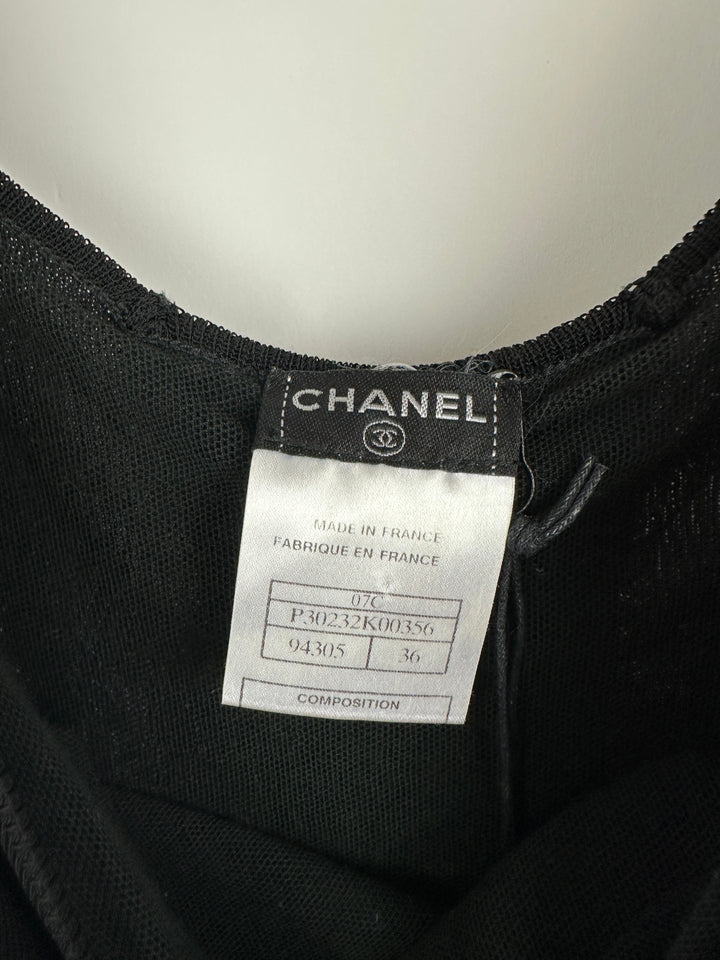 CHANEL
MADE IN FRANCE
FABRIQUE EN FRANCE
07C
P30232K00356
94305 36
COMPOSITION